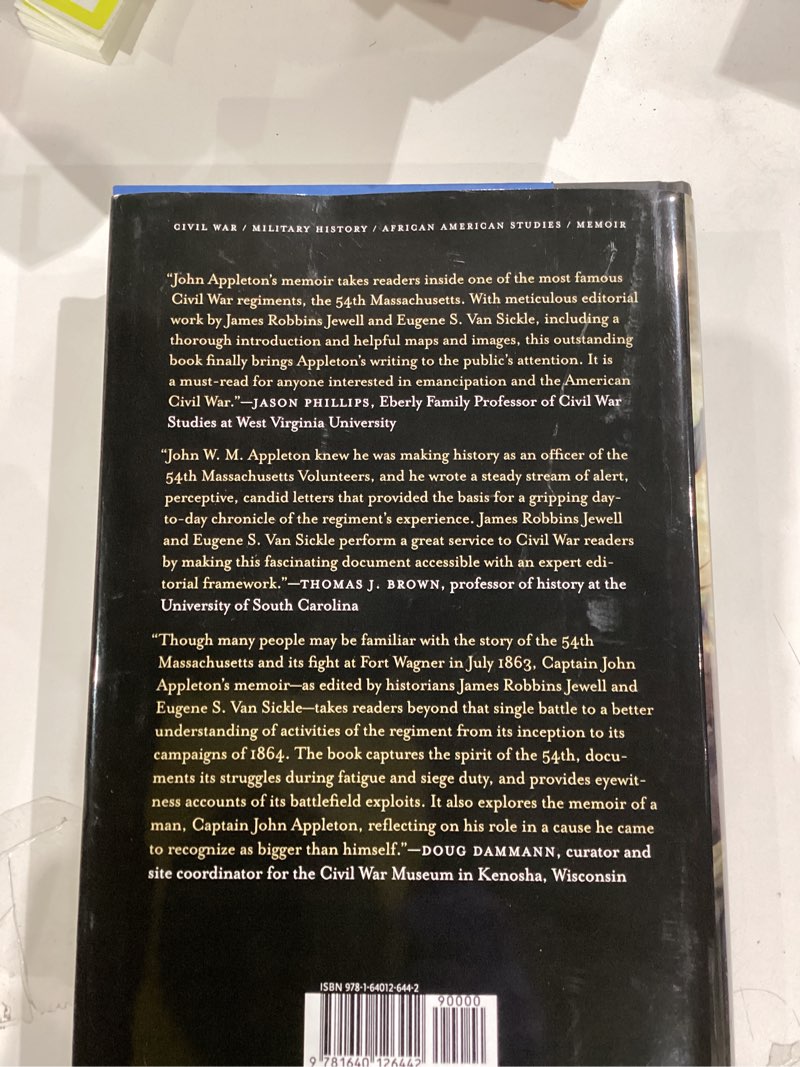 CIVIL WAR / MILITARY HISTORY / AFRICAN AMERICAN STUDIES / MEMOIR
“John Appleton’s memoir takes readers inside one of the most famous
Civil War regiments, the 54th Massachusetts. With meticulous editorial
work by James Robbins Jewell and Eugene S. Van Sickle, including a
thorough introduction and helpful maps and images, this outstanding
book finally brings Appleton’s writing to the public’s attention. It is
a must-read for anyone interested in emancipation and the American
Civil War.”—JASON PHILLIPS, Eberly Family Professor of Civil War
Studies at West Virginia University
“John W. M. Appleton knew he was making history as an officer of the
54th Massachusetts Volunteers, and he wrote a steady stream of alert,
perceptive, candid letters that provided the basis for a gripping day-
to-day chronicle of the regiment’s experience. James Robbins Jewell
and Eugene S. Van Sickle perform a great service to Civil War readers
by making this fascinating document accessible with an expert edi-
torial framework.”—THOMAS J. BROWN, professor of history at the
University of South Carolina
“Though many people may be familiar with the story of the 54th
Massachusetts and its fight at Fort Wagner in July 1863, Captain John
Appleton’s memoir—as edited by historians James Robbins Jewell and
Eugene S. Van Sickle—takes readers beyond that single battle to a better
understanding of activities of the regiment from its inception to its
campaigns of 1864. The book captures the spirit of the 54th, docu-
ments its struggles during fatigue and siege duty, and provides eyewit-
ness accounts of its battlefield exploits. It also explores the memoir of a
man, Captain John Appleton, reflecting on his role in a cause he came
to recognize as bigger than himself.”—DOUG DAMMANN, curator and
site coordinator for the Civil War Museum in Kenosha, Wisconsin
ISBN 978-1-64012-644-2
90000
9 781640 126442